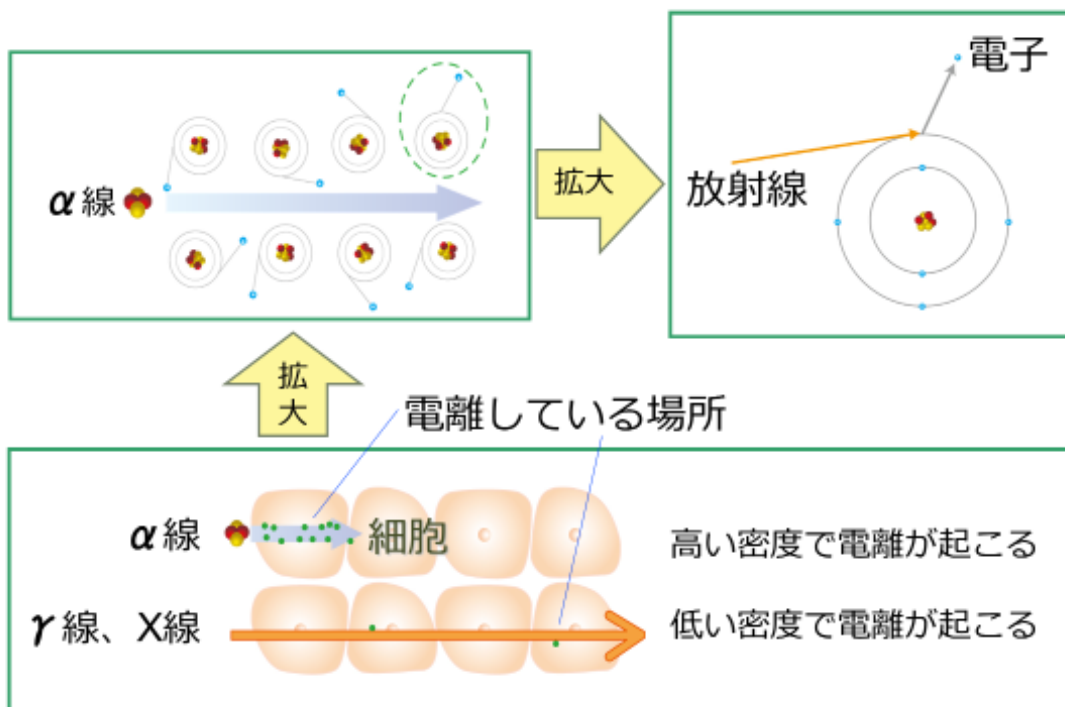 電子
放射線
α線
拡大
拡大
電離している場所
α線
細胞
高い密度で電離が起こる
γ線、X線
低い密度で電離が起こる